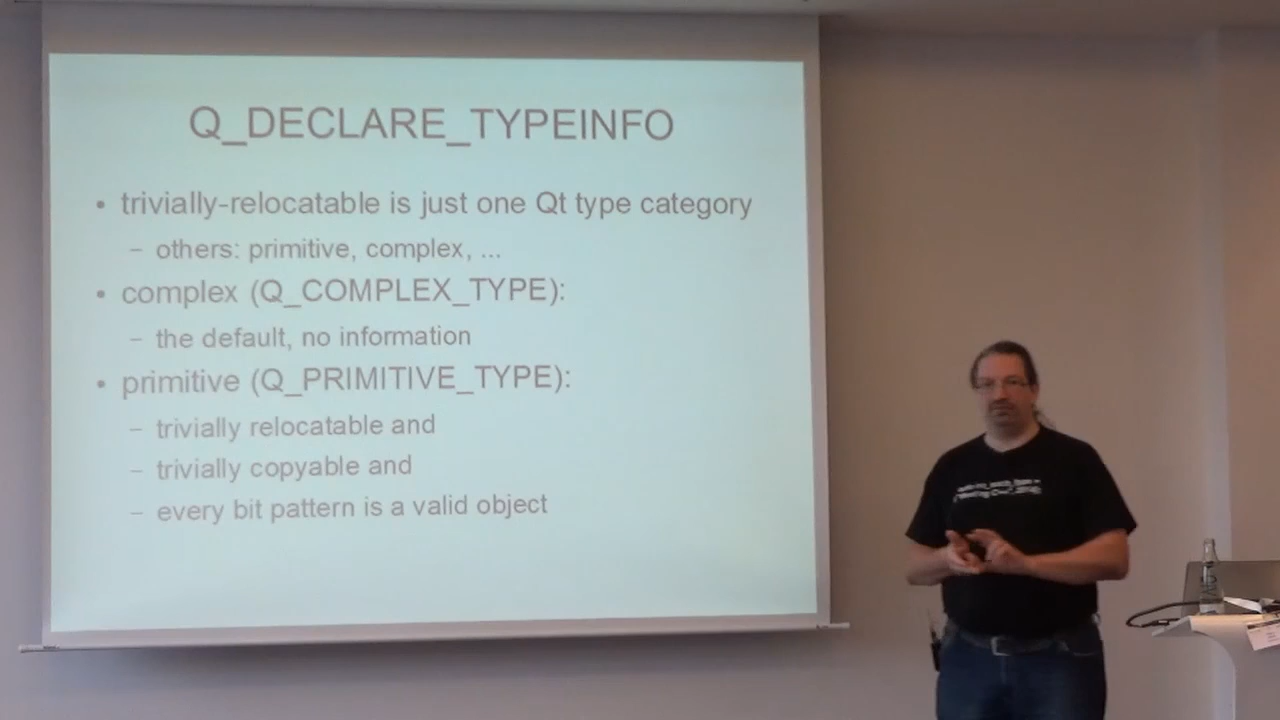 Q_DECLARE_TYPEINFO
• trivially-relocatable is just one Qt type category
– others: primitive, complex, ...
• complex (Q_COMPLEX_TYPE):
– the default, no information
• primitive (Q_PRIMITIVE_TYPE):
– trivially relocatable and
– trivially copyable and
– every bit pattern is a valid object